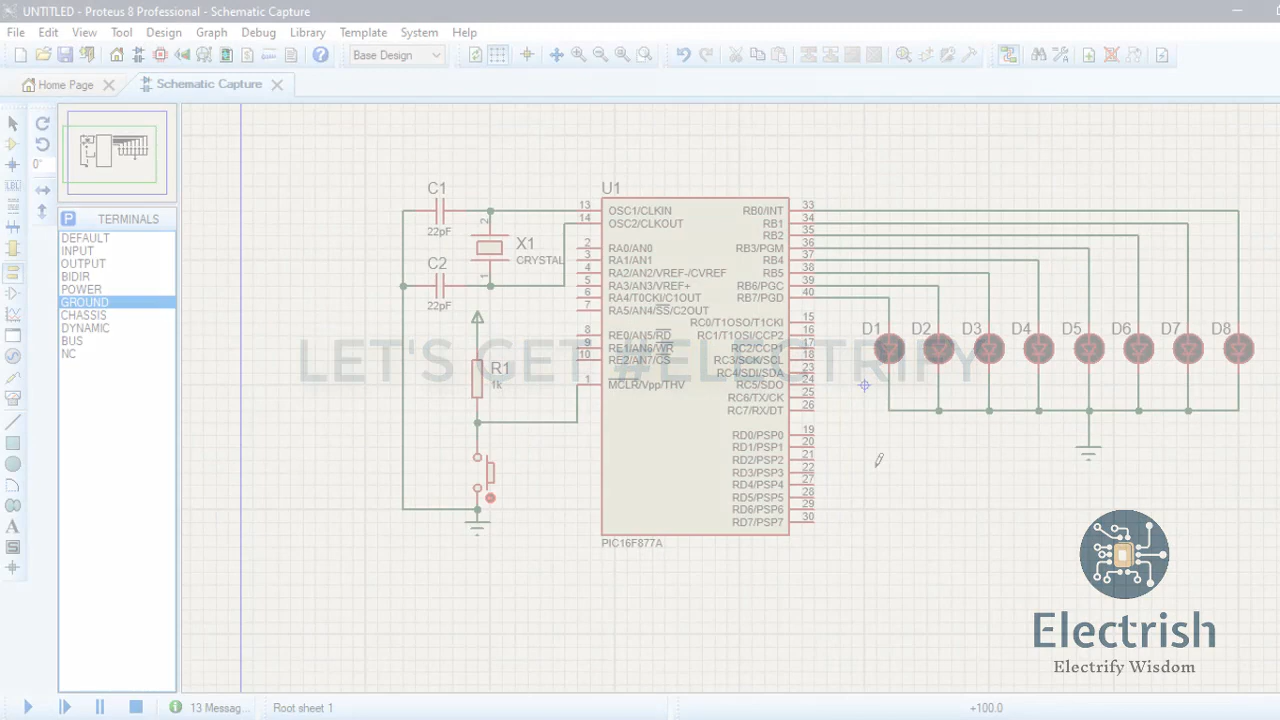 UNTITLED - Proteus 8 Professional - Schematic Capture
File Edit View Tool Design Graph Debug Library Template System Help
Base Design
Home Page
Schematic Capture
0°
P TERMINALS
DEFAULT
INPUT
OUTPUT
BIDIR
POWER
GROUND
CHASSIS
DYNAMIC
BUS
NC
C1
22pF
C2
22pF
2
X1
CRYSTAL
1
R1
1k
U1
13 OSC1/CLKIN
14 OSC2/CLKOUT
2 RA0/AN0
3 RA1/AN1
4 RA2/AN2/VREF-/CVREF
5 RA3/AN3/VREF+
6 RA4/T0CKI/C1OUT
7 RA5/AN4/SS/C2OUT
8 RE0/AN5/RD
9 RE1/AN6/WR
10 RE2/AN7/CS
1 MCLR/Vpp/THV
RB0/INT 33
RB1 34
RB2 35
RB3/PGM 36
RB4 37
RB5 38
RB6/PGC 39
RB7/PGD 40
RC0/T1OSO/T1CKI 15
RC1/T1OSI/CCP2 16
RC2/CCP1 17
RC3/SCK/SCL 18
RC4/SDI/SDA 23
RC5/SDO 24
RC6/TX/CK 25
RC7/RX/DT 26
RD0/PSP0 19
RD1/PSP1 20
RD2/PSP2 21
RD3/PSP3 22
RD4/PSP4 27
RD5/PSP5 28
RD6/PSP6 29
RD7/PSP7 30
PIC16F877A
D1 D2 D3 D4 D5 D6 D7 D8
LET'S GET #ELECTRIFY
Electrish
Electrify Wisdom
13 Messag...
Root sheet 1
+100.0